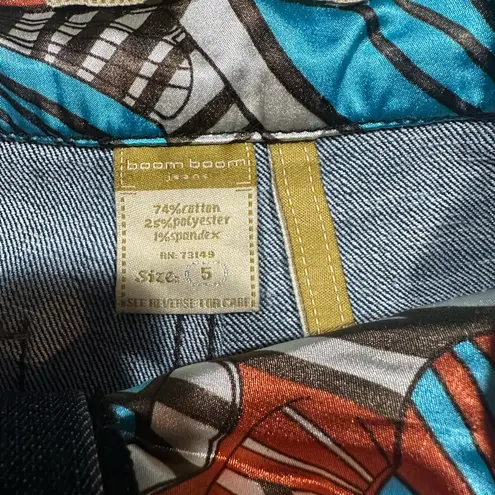 boom boom
jeans
74%cotton
25%polyester
1%spandex
RN: 73149
Size: 5
SEE REVERSE FOR CARE